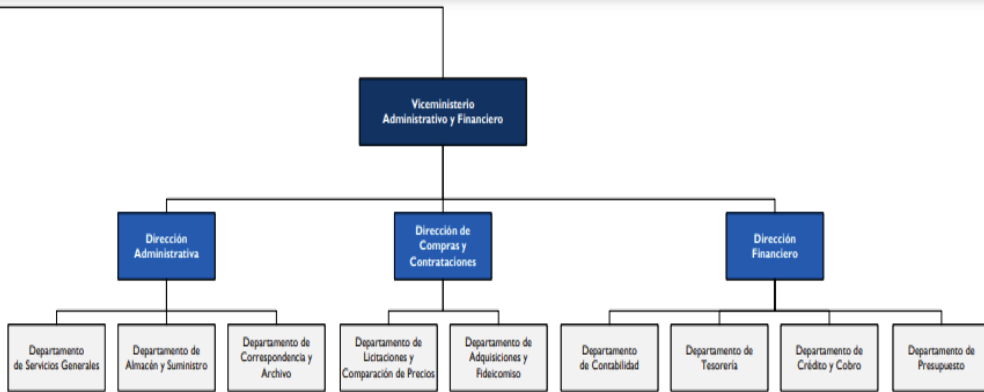 Viceministerio
Administrativo y Financiero
Dirección
Administrativa
Dirección de
Compras y
Contrataciones
Dirección
Financiero
Departamento
de Servicios Generales
Departamento de
Almacén y Suministro
Departamento de
Correspondencia y
Archivo
Departamento de
Licitaciones y
Comparación de Precios
Departamento de
Adquisiciones y
Fideicomiso
Departamento
de Contabilidad
Departamento de
Tesorería
Departamento de
Crédito y Cobro
Departamento de
Presupuesto